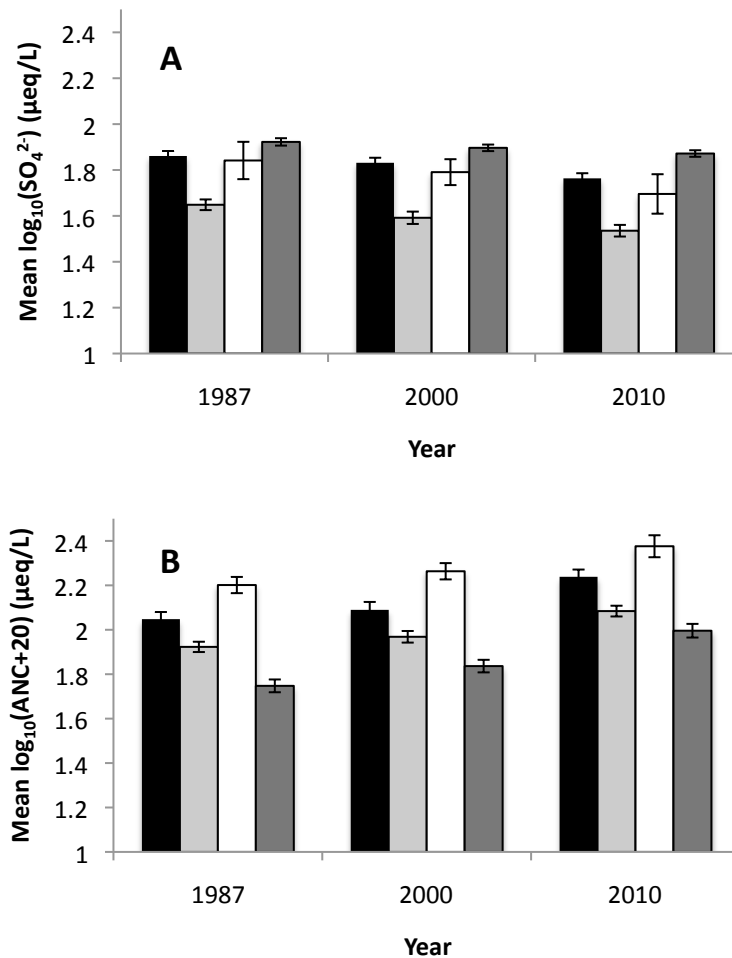 A
Mean log₁₀(SO₄²⁻) (µeq/L)
2.4
2.2
2
1.8
1.6
1.4
1.2
1
1987 2000 2010
Year
B
Mean log₁₀(ANC+20) (µeq/L)
2.4
2.2
2
1.8
1.6
1.4
1.2
1
1987 2000 2010
Year